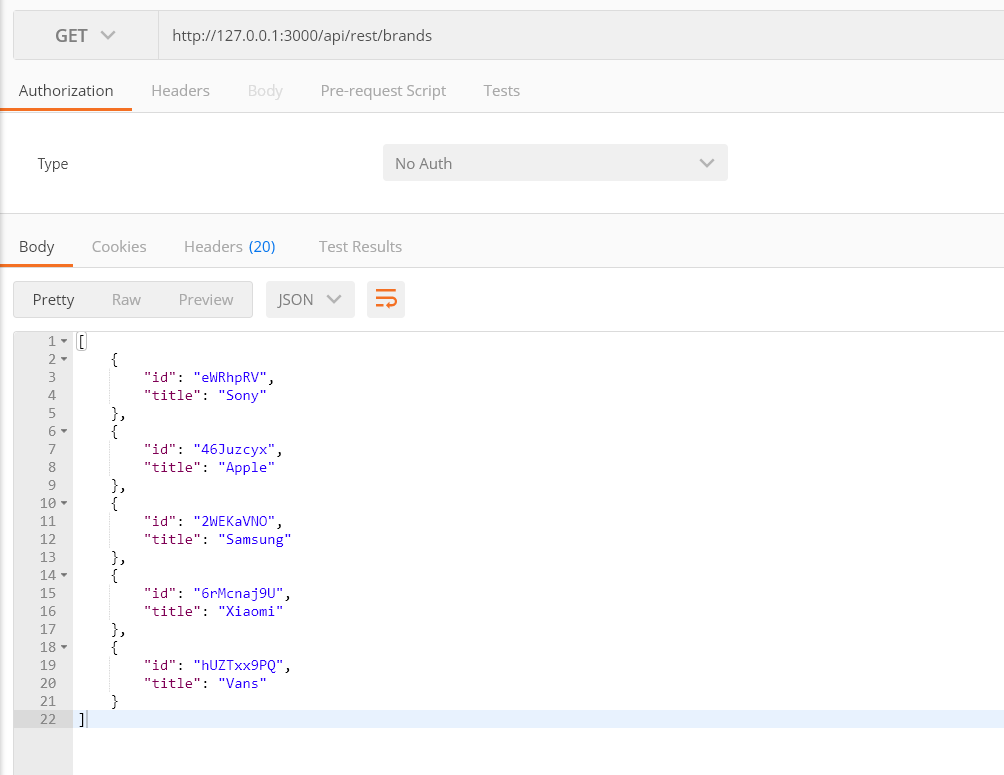 GET http://127.0.0.1:3000/api/rest/brands
Authorization Headers Body Pre-request Script Tests
Type No Auth
Body Cookies Headers (20) Test Results
Pretty Raw Preview JSON
1 [
2 {
3 "id": "eWRhpRV",
4 "title": "Sony"
5 },
6 {
7 "id": "46Juzcyx",
8 "title": "Apple"
9 },
10 {
11 "id": "2WEKaVNO",
12 "title": "Samsung"
13 },
14 {
15 "id": "6rMcnaj9U",
16 "title": "Xiaomi"
17 },
18 {
19 "id": "hUZTxx9PQ",
20 "title": "Vans"
21 }
22 ]